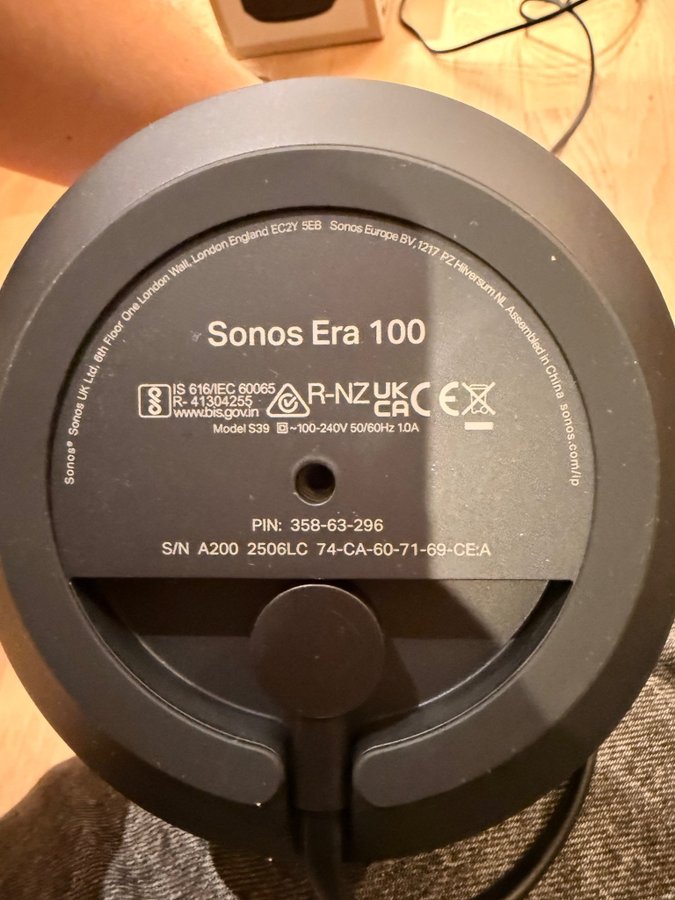 Sonos® Sonos UK Ltd, 8th Floor One London Wall, London England EC2Y 5EB Sonos Europe BV, 1217 PZ Hilversum NL Assembled in China sonos.com/ip
Sonos Era 100
IS 616/IEC 60065
R- 41304255
www.bis.gov.in
R-NZ UK CA CE
Model S39 ~100-240V 50/60Hz 1.0A
PIN: 358-63-296
S/N A200 2506LC 74-CA-60-71-69-CE:A